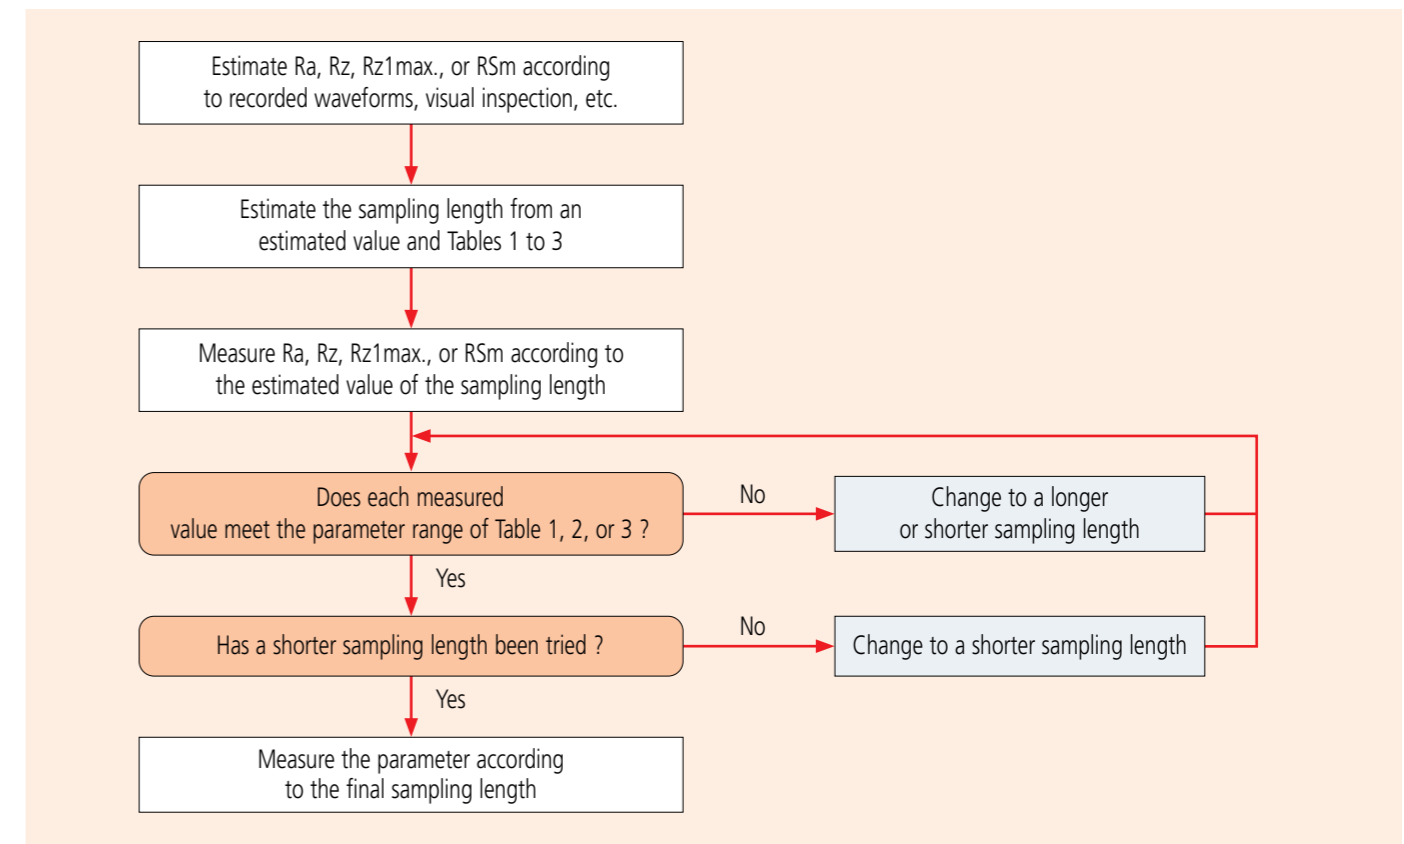 Estimate Ra, Rz, Rz1max., or RSm according
to recorded waveforms, visual inspection, etc.
Estimate the sampling length from an
estimated value and Tables 1 to 3
Measure Ra, Rz, Rz1max., or RSm according to
the estimated value of the sampling length
Does each measured
value meet the parameter range of Table 1, 2, or 3 ?
No
Change to a longer
or shorter sampling length
Yes
Has a shorter sampling length been tried ?
No
Change to a shorter sampling length
Yes
Measure the parameter according
to the final sampling length